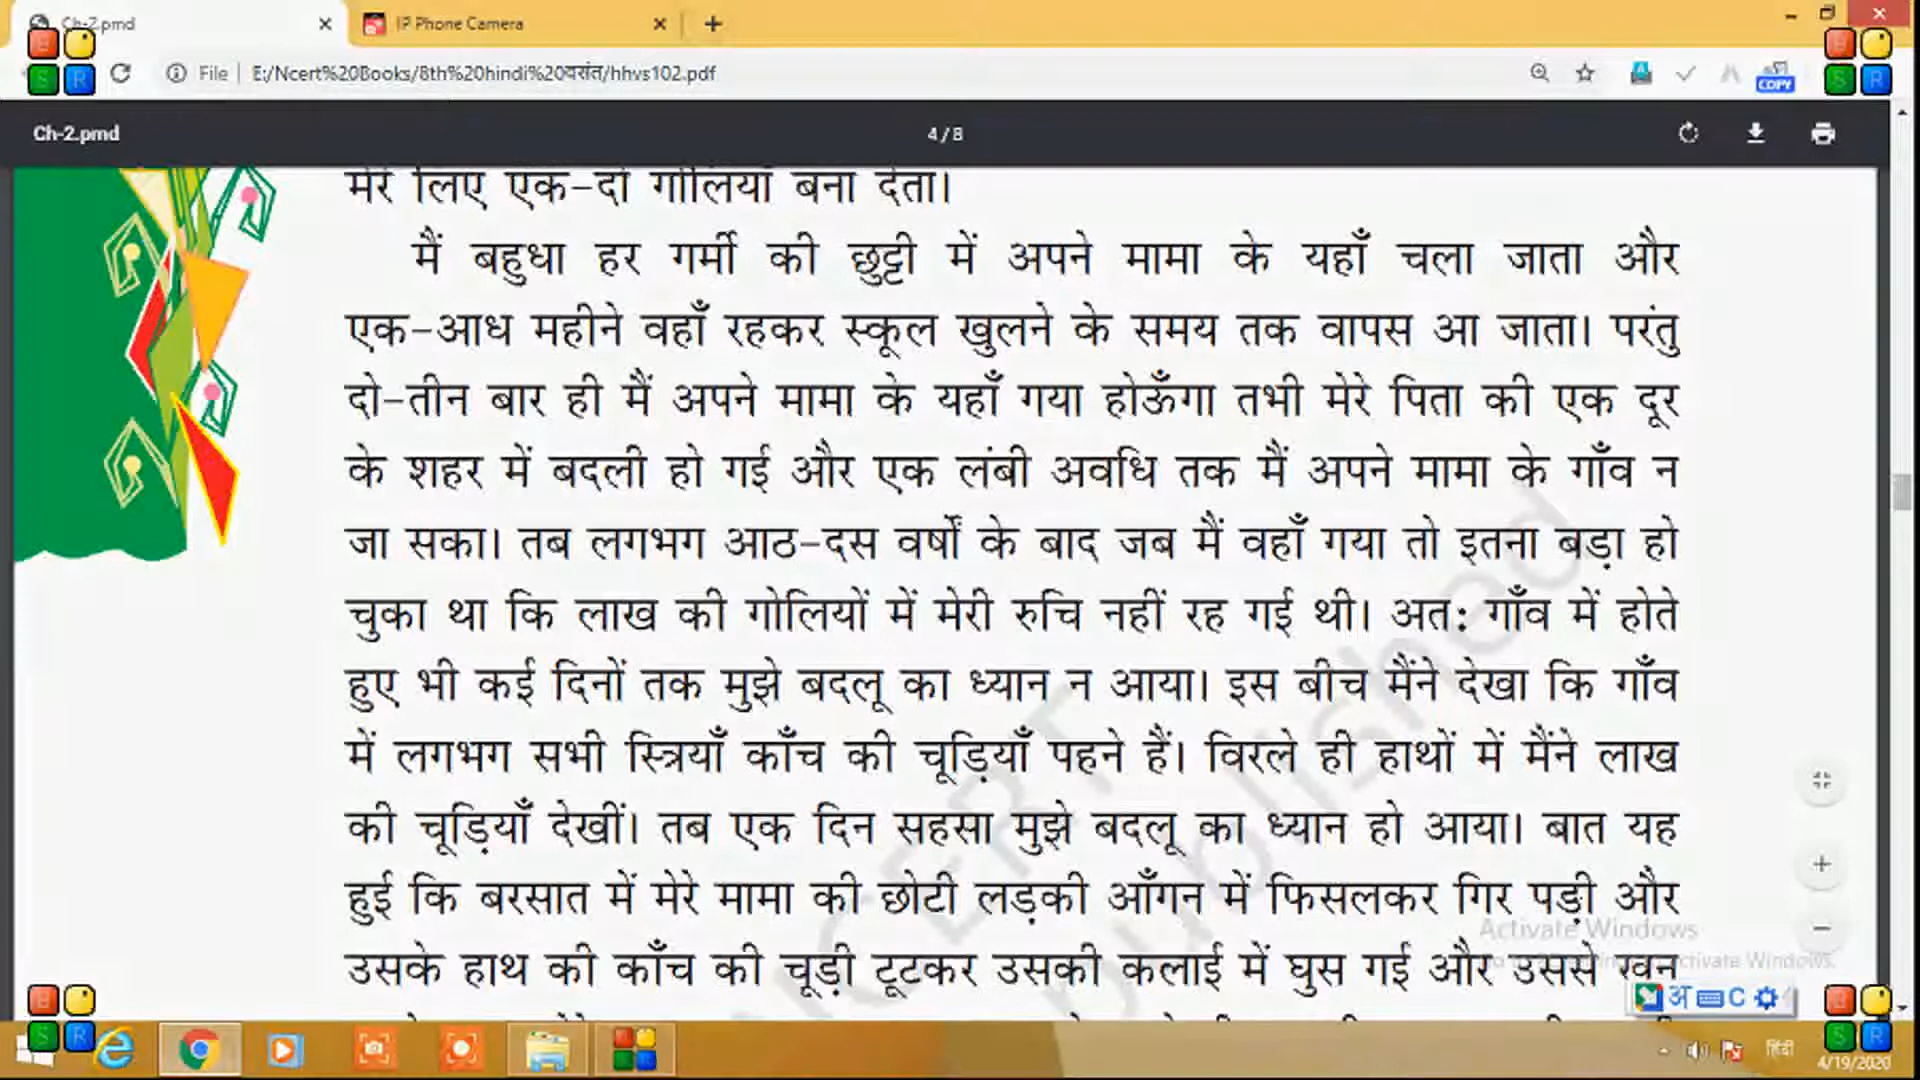 Ch-2.pmd
IP Phone Camera
File
E:/Ncert%20Books/8th%20hindi%20वसंत/hhvs102.pdf
COPY
Ch-2.pmd
4 / 8
मेरे लिए एक-दो गोलियाँ बना देता।
मैं बहुधा हर गर्मी की छुट्टी में अपने मामा के यहाँ चला जाता और
एक-आध महीने वहाँ रहकर स्कूल खुलने के समय तक वापस आ जाता। परंतु
दो-तीन बार ही मैं अपने मामा के यहाँ गया होऊँगा तभी मेरे पिता की एक दूर
के शहर में बदली हो गई और एक लंबी अवधि तक मैं अपने मामा के गाँव न
जा सका। तब लगभग आठ-दस वर्षों के बाद जब मैं वहाँ गया तो इतना बड़ा हो
चुका था कि लाख की गोलियों में मेरी रुचि नहीं रह गई थी। अत: गाँव में होते
हुए भी कई दिनों तक मुझे बदलू का ध्यान न आया। इस बीच मैंने देखा कि गाँव
में लगभग सभी स्त्रियाँ काँच की चूड़ियाँ पहने हैं। विरले ही हाथों में मैंने लाख
की चूड़ियाँ देखीं। तब एक दिन सहसा मुझे बदलू का ध्यान हो आया। बात यह
हुई कि बरसात में मेरे मामा की छोटी लड़की आँगन में फिसलकर गिर पड़ी और
उसके हाथ की काँच की चूड़ी टूटकर उसकी कलाई में घुस गई और उससे खून
Activate Windows
Activate Windows.
अ
C
हिंदी
4/19/2020
B
S R
B
S R
B
S R
B
S R